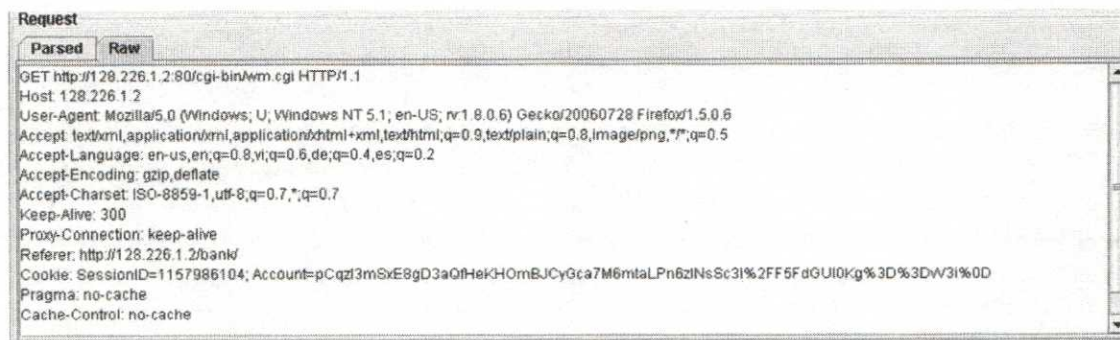 Request
Parsed Raw
GET http://128.226.1.2:80/cgi-bin/wm.cgi HTTP/1.1
Host: 128.226.1.2
User-Agent: Mozilla/5.0 (Windows; U; Windows NT 5.1; en-US; rv:1.8.0.6) Gecko/20060728 Firefox/1.5.0.6
Accept: text/xml,application/xml,application/xhtml+xml,text/html;q=0.9,text/plain;q=0.8,image/png,*/*;q=0.5
Accept-Language: en-us,en;q=0.8,vi;q=0.6,de;q=0.4,es;q=0.2
Accept-Encoding: gzip,deflate
Accept-Charset: ISO-8859-1,utf-8;q=0.7,*;q=0.7
Keep-Alive: 300
Proxy-Connection: keep-alive
Referer: http://128.226.1.2/bank/
Cookie: SessionID=1157986104;
Pragma: no-cache
Cache-Control: no-cache